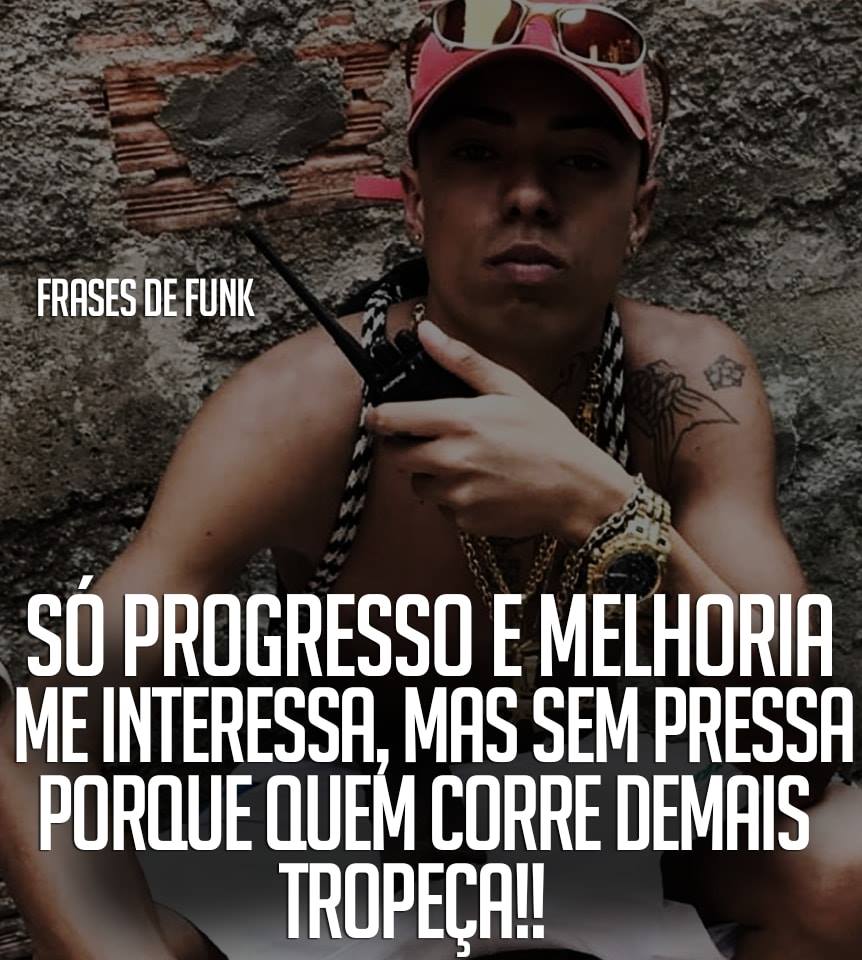 FRASES DE FUNK
SÓ PROGRESSO E MELHORIA
ME INTERESSA, MAS SEM PRESSA
PORQUE QUEM CORRE DEMAIS
TROPEÇA!!